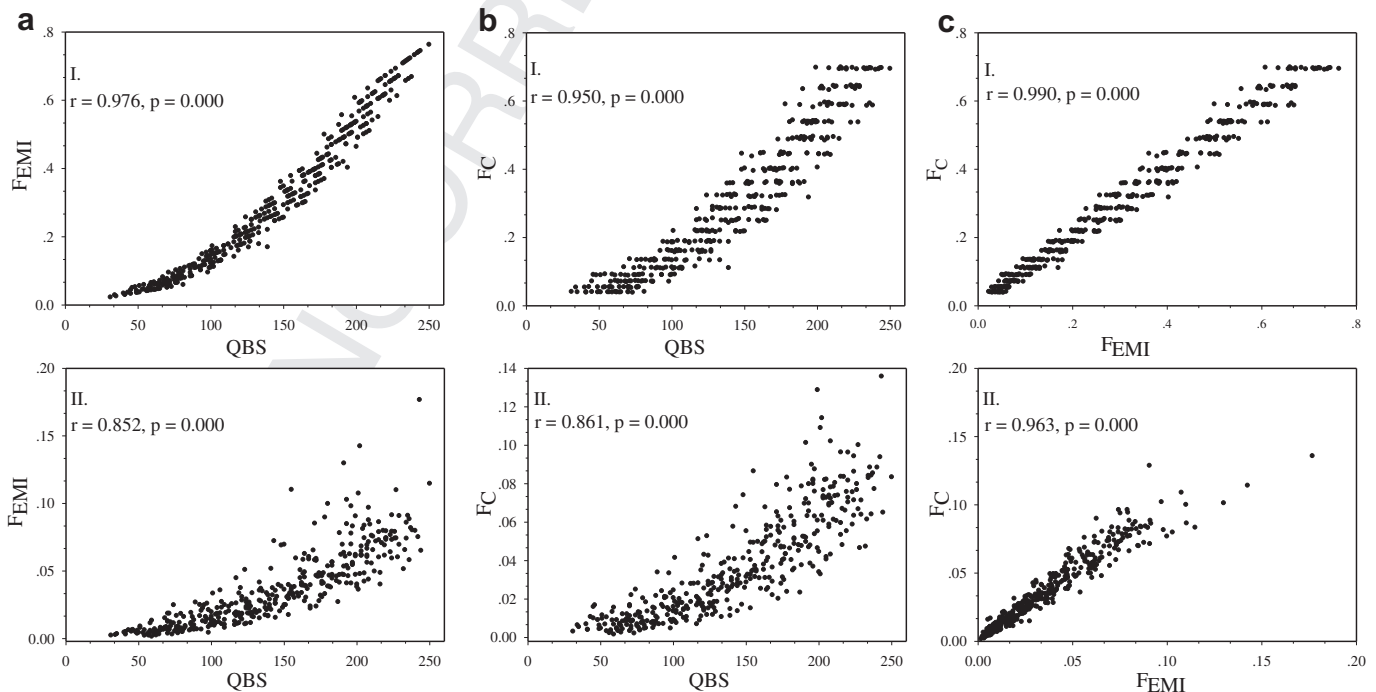 a
b
c
F_EMI
.8
.6
.4
.2
0.0
I.
r = 0.976, p = 0.000
0 50 100 150 200 250
QBS
F_C
.8
.6
.4
.2
0.0
I.
r = 0.950, p = 0.000
0 50 100 150 200 250
QBS
F_C
.8
.6
.4
.2
0.0
I.
r = 0.990, p = 0.000
0.0 .2 .4 .6 .8
F_EMI
F_EMI
.20
.15
.10
.05
0.00
II.
r = 0.852, p = 0.000
0 50 100 150 200 250
QBS
F_C
.14
.12
.10
.08
.06
.04
.02
0.00
II.
r = 0.861, p = 0.000
0 50 100 150 200 250
QBS
F_C
.20
.15
.10
.05
0.00
II.
r = 0.963, p = 0.000
0.00 .05 .10 .15 .20
F_EMI